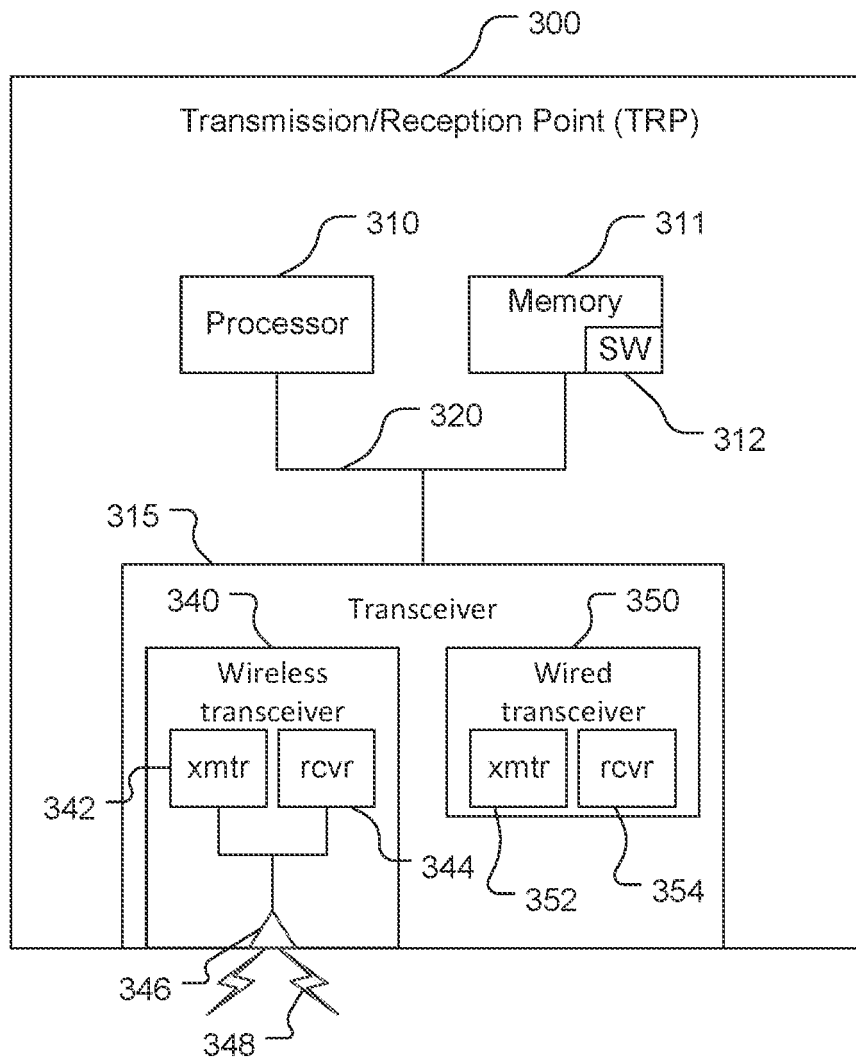 300
Transmission/Reception Point (TRP)
310
311
Processor
Memory
SW
320
312
315
340
Transceiver
350
Wireless
transceiver
Wired
transceiver
xmtr
rcvr
xmtr
rcvr
342
344
352
354
346
348